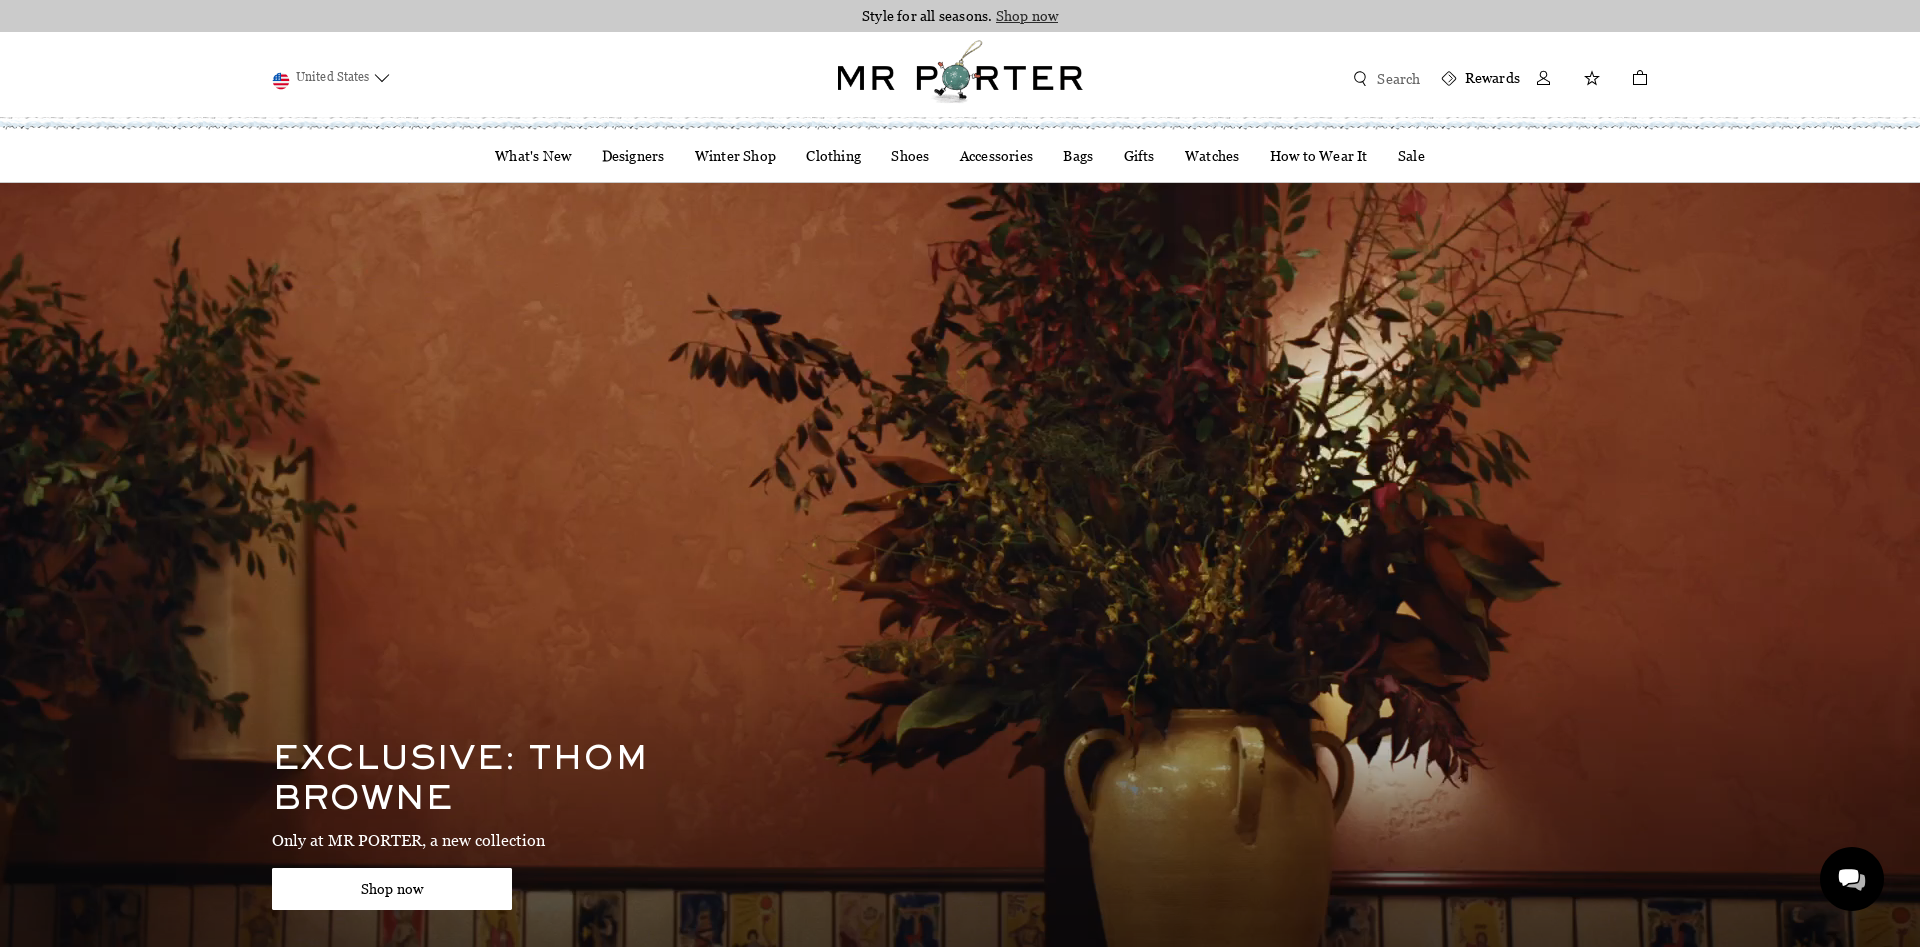 Style for all seasons. Shop now
United States
MR PORTER
Search
Rewards
What's New
Designers
Winter Shop
Clothing
Shoes
Accessories
Bags
Gifts
Watches
How to Wear It
Sale
EXCLUSIVE: THOM
BROWNE
Only at MR PORTER, a new collection
Shop now